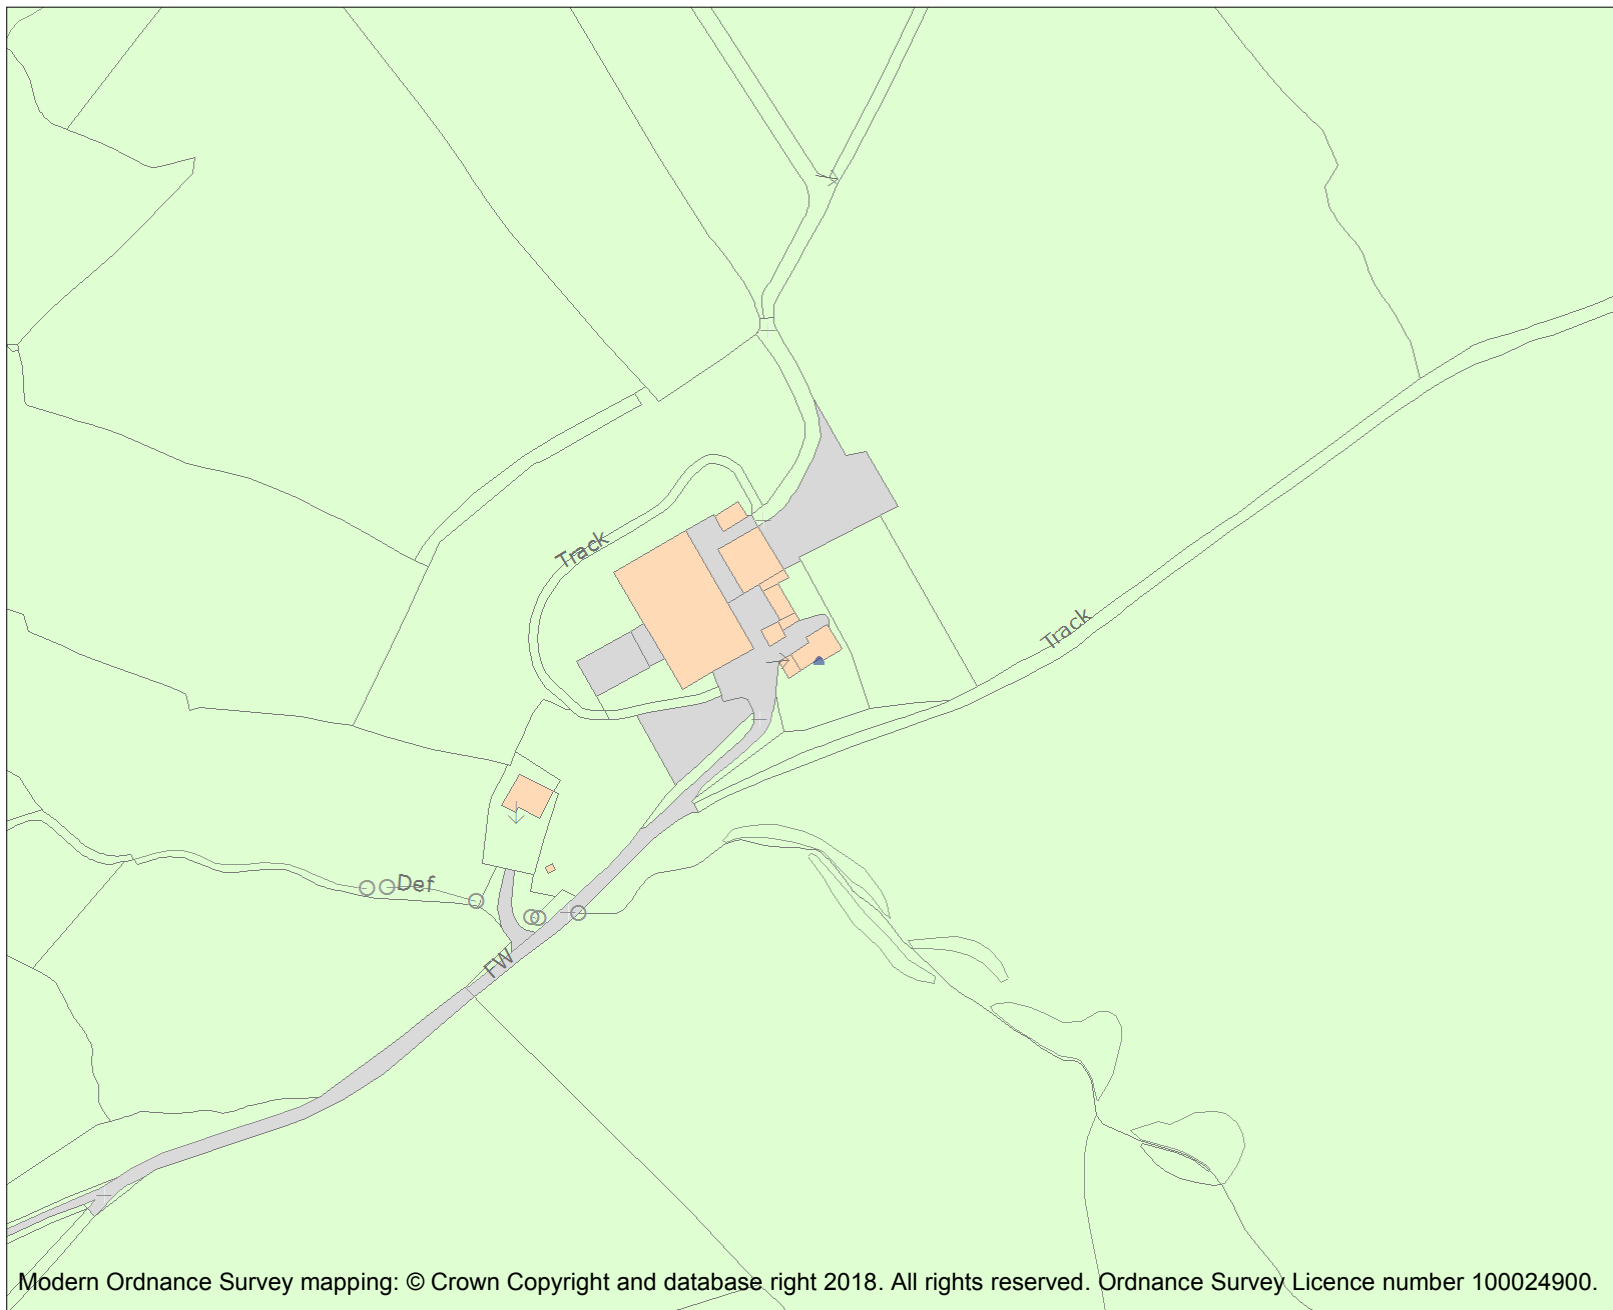 Track
Track
Def
FW
Modern Ordnance Survey mapping: © Crown Copyright and database right 2018. All rights reserved. Ordnance Survey Licence number 100024900.